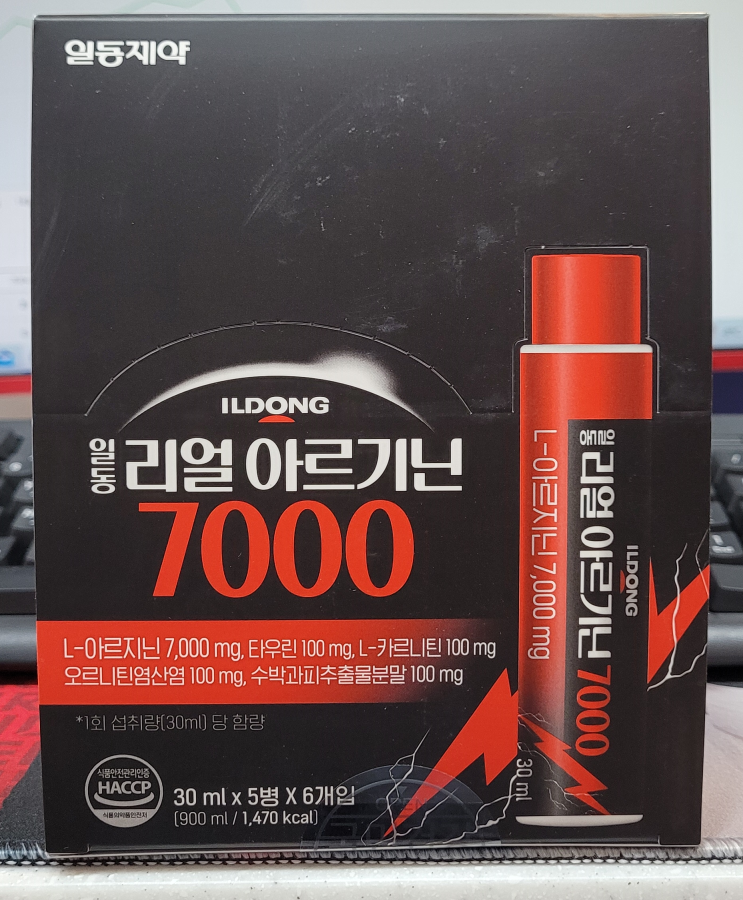 일동제약
ILDONG
일동 리얼 아르기닌
7000
L-아르지닌 7,000 mg, 타우린 100 mg, L-카르니틴 100 mg
오르니틴염산염 100 mg, 수박과피추출물분말 100 mg
*1회 섭취량(30ml) 당 함량
식품안전관리인증
HACCP
식품의약품안전처
30 ml x 5병 X 6개입
(900 ml / 1,470 kcal)
ILDONG
일동 리얼 아르기닌 7000
L-아르지닌 7,000 mg
30 ml